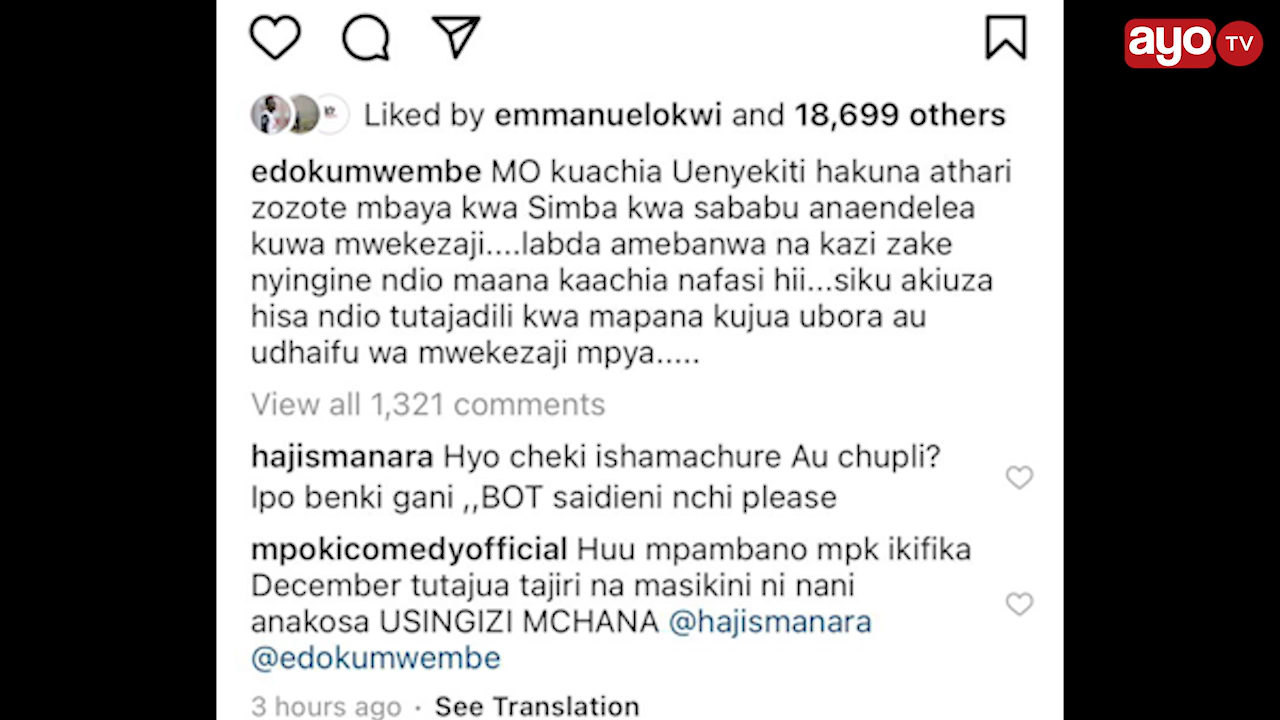 ayo TV
Liked by emmanuelokwi and 18,699 others
edokumwembe MO kuachia Uenyekiti hakuna athari
zozote mbaya kwa Simba kwa sababu anaendelea
kuwa mwekezaji....labda amebanwa na kazi zake
nyingine ndio maana kaachia nafasi hii...siku akiuza
hisa ndio tutajadili kwa mapana kujua ubora au
udhaifu wa mwekezaji mpya.....
View all 1,321 comments
hajismanara Hyo cheki ishamachure Au chupli?
Ipo benki gani ,,BOT saidieni nchi please
mpokicomedyofficial Huu mpambano mpk ikifika
December tutajua tajiri na masikini ni nani
anakosa USINGIZI MCHANA @hajismanara
@edokumwembe
3 hours ago · See Translation